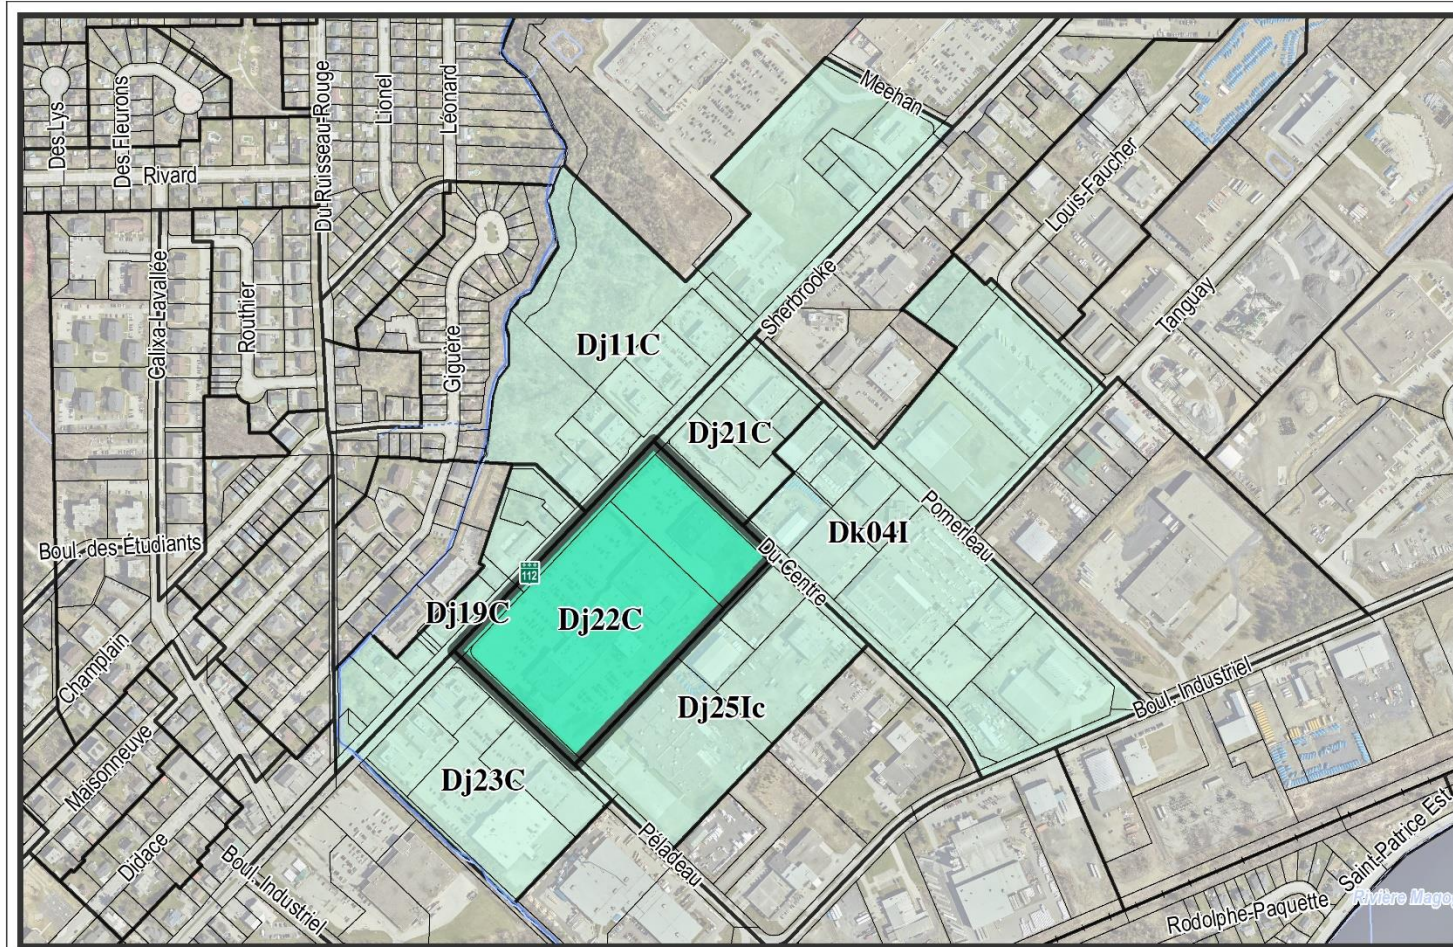 Meehan
Des Lys
Des Fleurons
Rivard
Du Ruisseau-Rouge
Lionel
Léonard
Louis-Faucher
Calixa-Lavallée
Routhier
Giguère
Sherbrooke
Tanguay
Dj11C
Dj21C
Pomerleau
Dk04I
Boul. des Étudiants
Du Centre
112
Dj19C
Dj22C
Champlain
Dj25Ic
Boul. Industriel
Maisonneuve
Dj23C
Didace
Péladeau
Boul. Industriel
Saint-Patrice Est
Rivière Magog
Rodolphe-Paquette